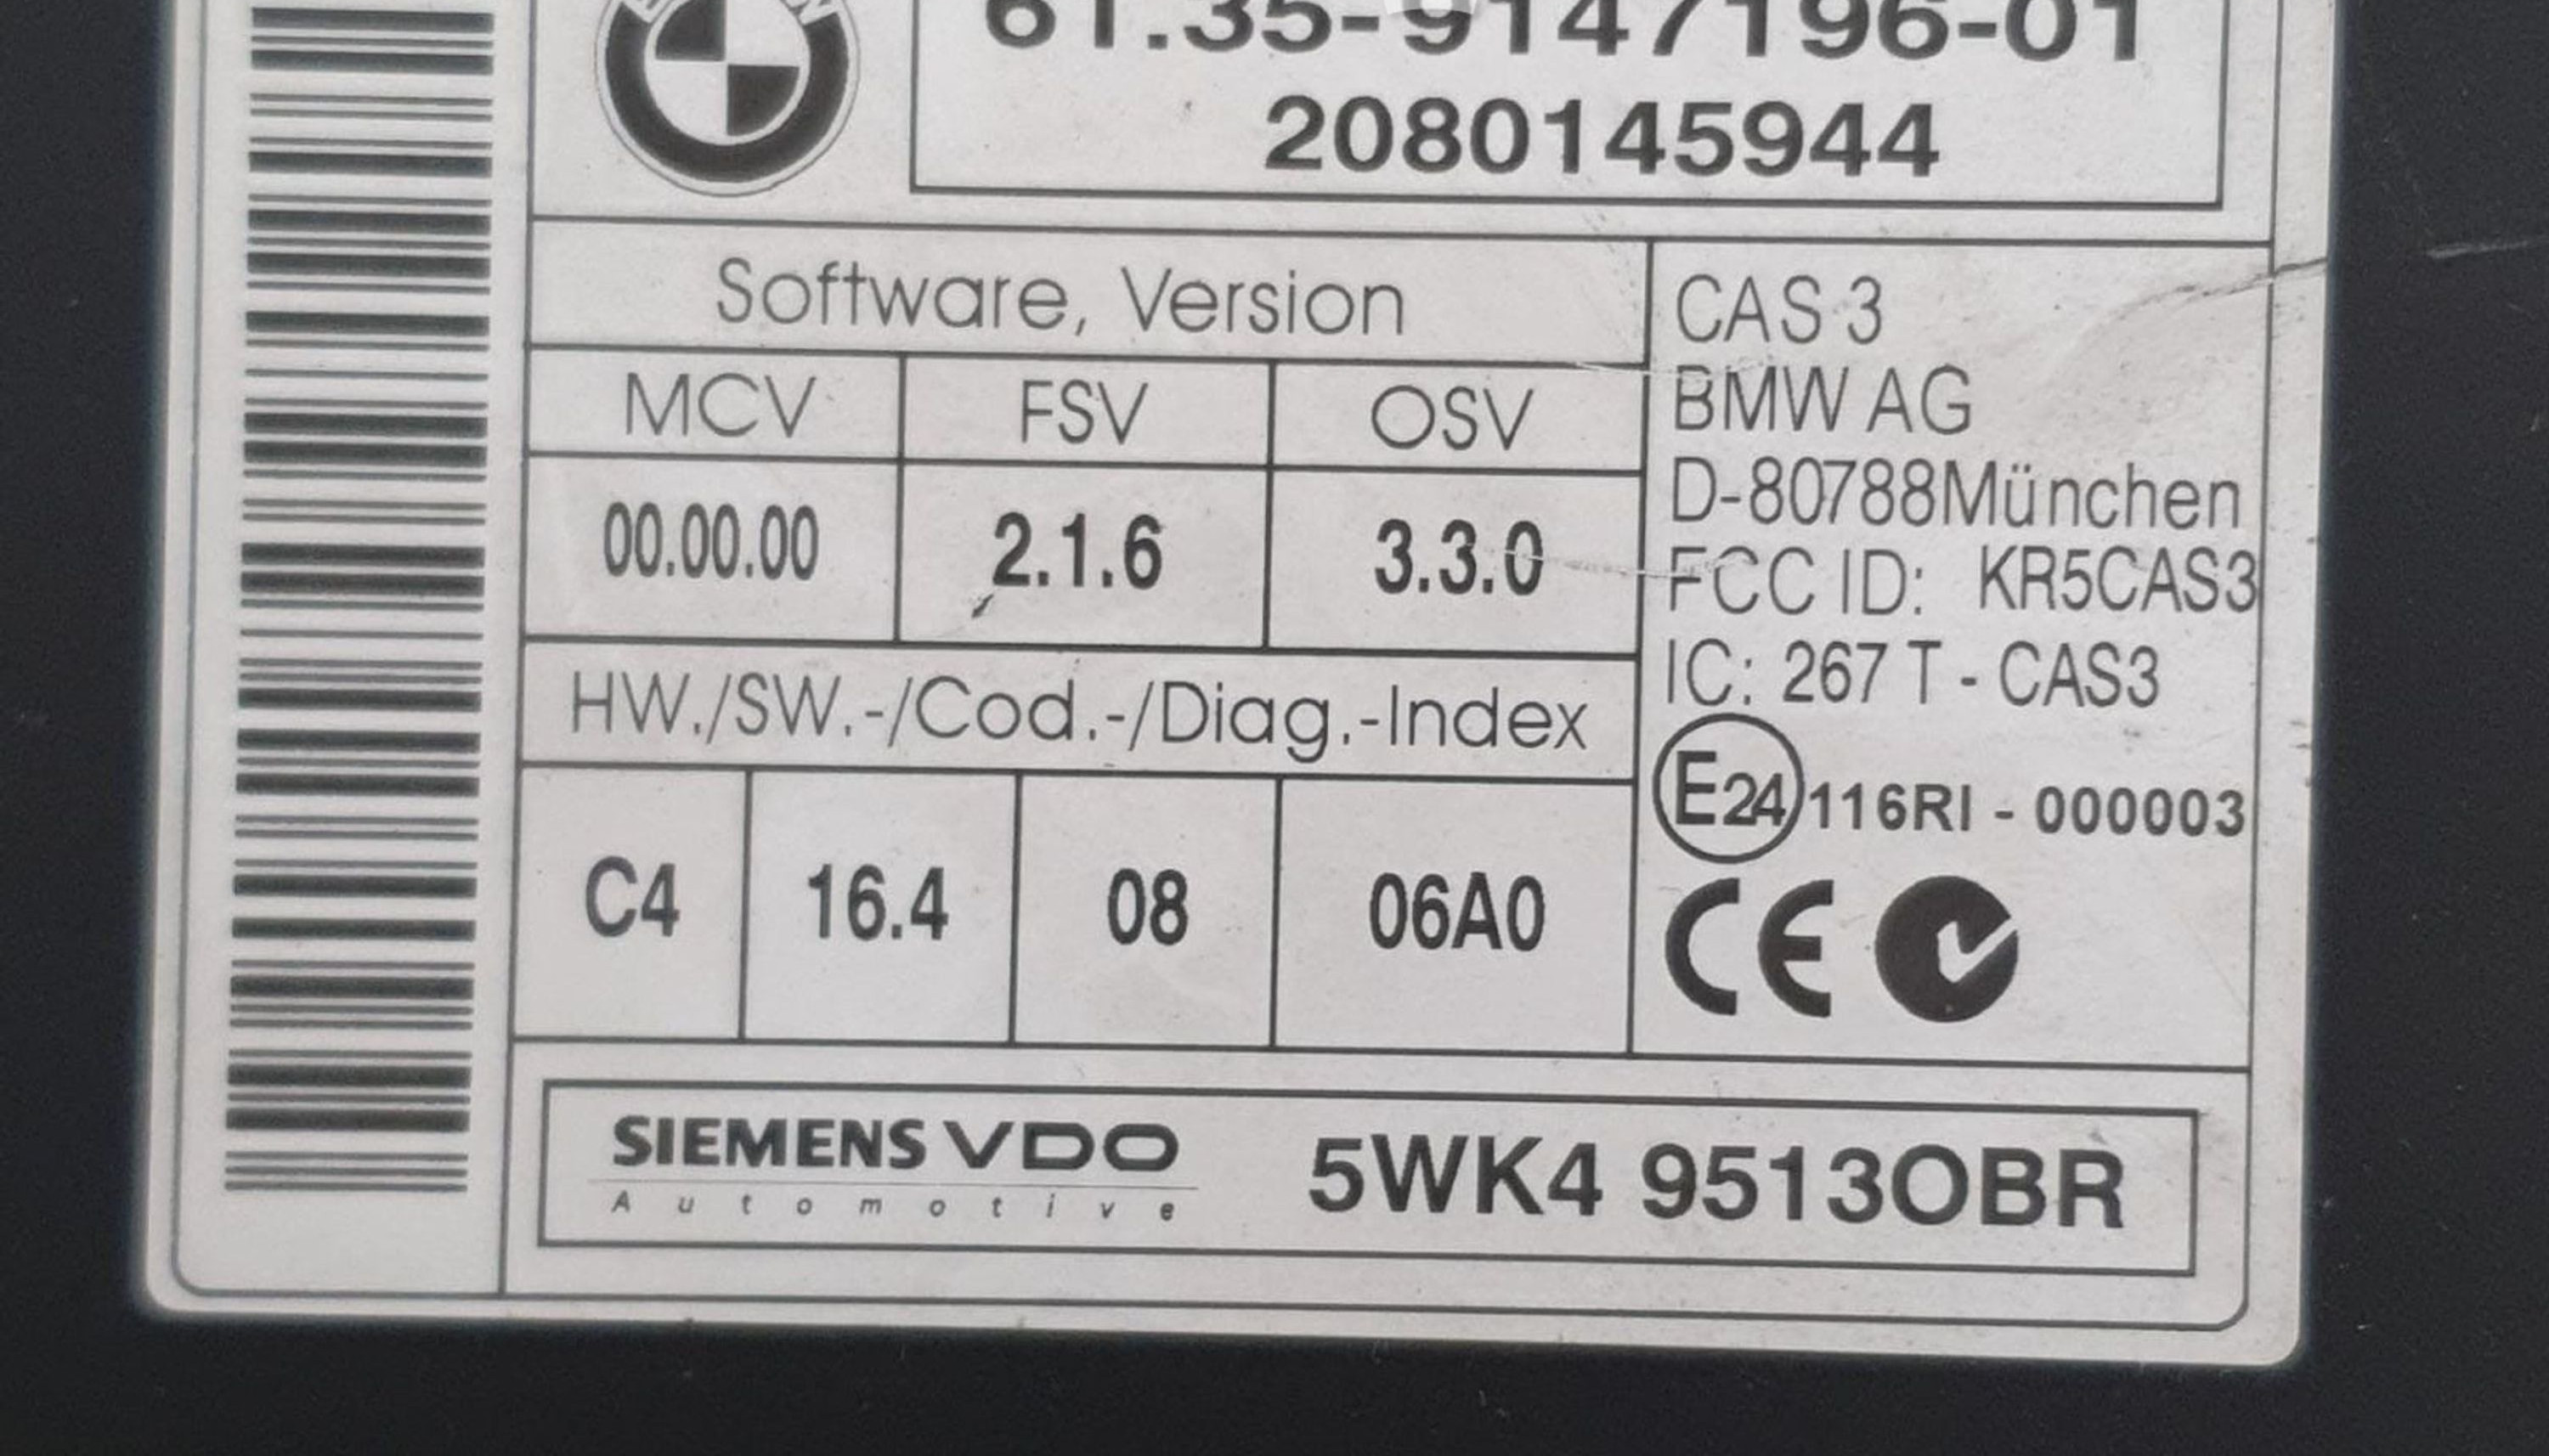 61.35-9147196-01
2080145944
Software, Version
MCV FSV OSV
00.00.00 2.1.6 3.3.0
HW./SW.-/Cod.-/Diag.-Index
C4 16.4 08 06A0
CAS 3
BMW AG
D-80788München
FCC ID: KR5CAS3
IC: 267 T - CAS3
E24 116RI - 000003
CE
SIEMENS VDO
Automotive
5WK4 9513OBR